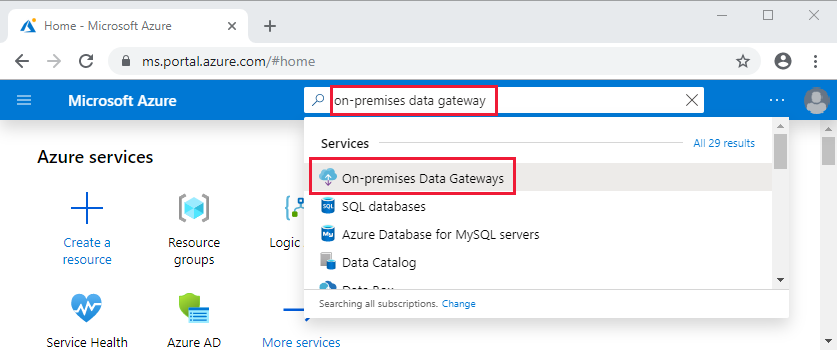 Home - Microsoft Azure
ms.portal.azure.com/#home
Microsoft Azure
on-premises data gateway
Services
All 29 results
On-premises Data Gateways
SQL databases
Azure Database for MySQL servers
Data Catalog
Data Box
Searching all subscriptions. Change
Azure services
Create a
resource
Resource
groups
Logic
Service Health
Azure AD
More services
SQL
My